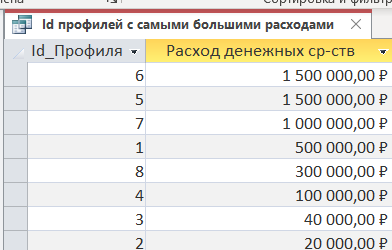 Сортировка и фильтр
Id профилей с самыми большими расходами
Id_Профиля Расход денежных ср-ств
6 1 500 000,00 ₽
5 1 500 000,00 ₽
7 1 000 000,00 ₽
1 500 000,00 ₽
8 300 000,00 ₽
4 100 000,00 ₽
3 40 000,00 ₽
2 20 000,00 ₽